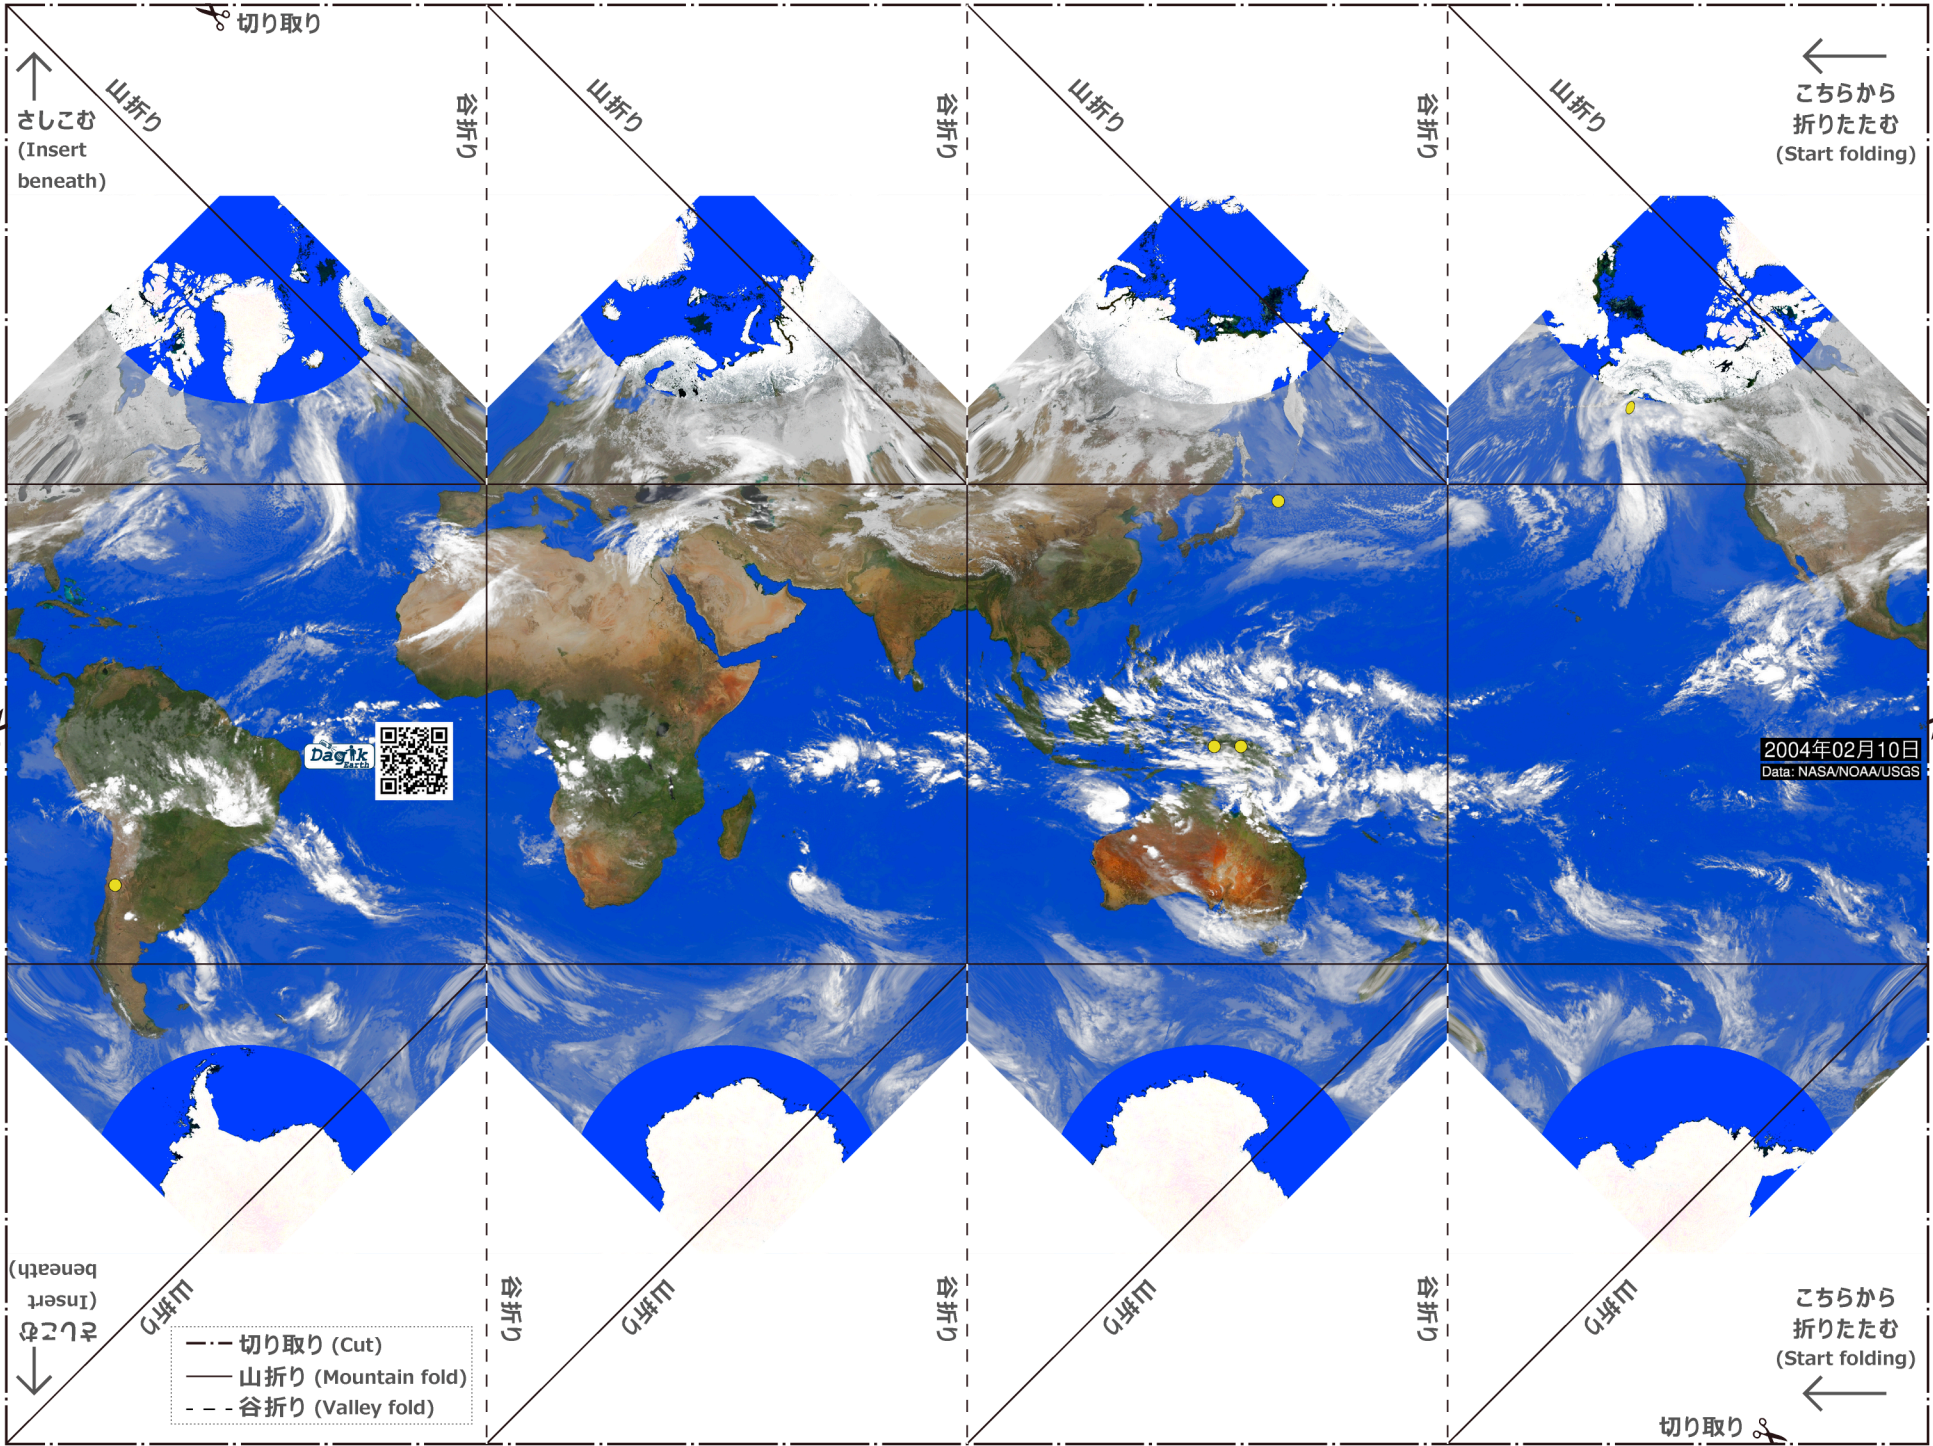 切り取り
山折り
谷折り
山折り
谷折り
山折り
谷折り
山折り
さしこむ
(Insert
beneath)
こちらから
折りたたむ
(Start folding)
Dagik
Earth
2004年02月10日
Data: NASA/NOAA/USGS
さしこむ
(Insert
beneath)
山折り
谷折り
山折り
谷折り
山折り
谷折り
山折り
切り取り (Cut)
山折り (Mountain fold)
谷折り (Valley fold)
こちらから
折りたたむ
(Start folding)
切り取り